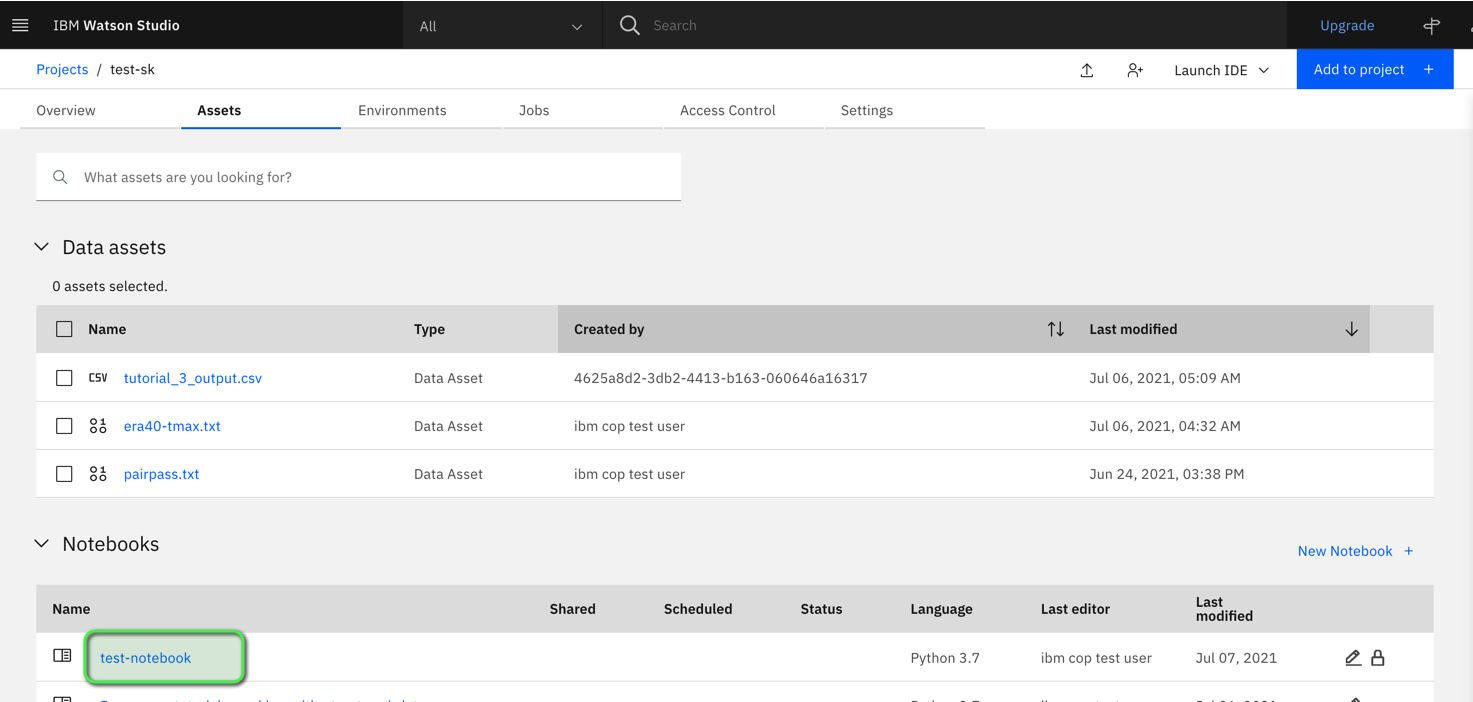 IBM Watson Studio All Search Upgrade
Projects / test-sk Launch IDE Add to project +
Overview Assets Environments Jobs Access Control Settings
What assets are you looking for?
Data assets
0 assets selected.
Name Type Created by Last modified
CSV tutorial_3_output.csv Data Asset 4625a8d2-3db2-4413-b163-060646a16317 Jul 06, 2021, 05:09 AM
era40-tmax.txt Data Asset ibm cop test user Jul 06, 2021, 04:32 AM
pairpass.txt Data Asset ibm cop test user Jun 24, 2021, 03:38 PM
Notebooks
New Notebook +
Name Shared Scheduled Status Language Last editor Last
modified
test-notebook Python 3.7 ibm cop test user Jul 07, 2021